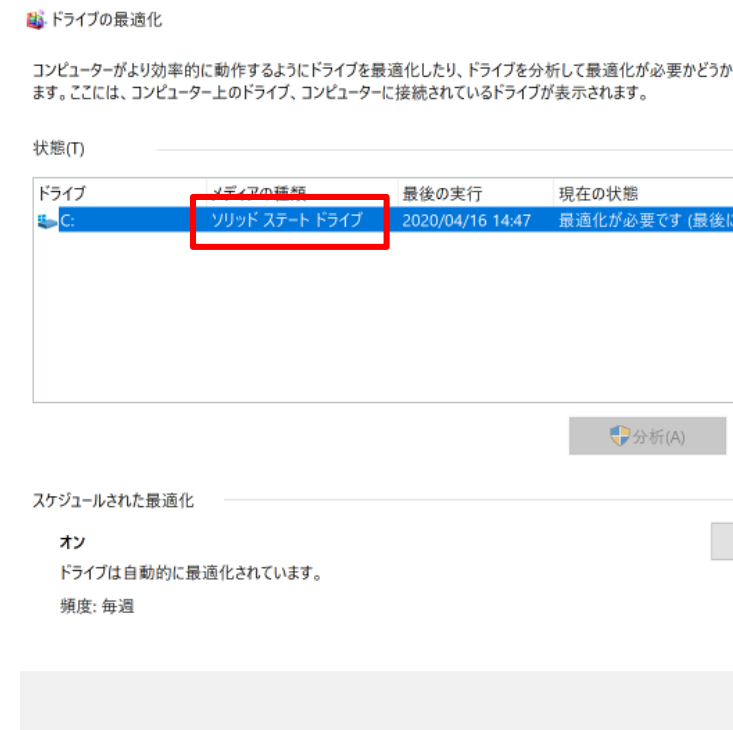 ドライブの最適化
コンピューターがより効率的に動作するようにドライブを最適化したり、ドライブを分析して最適化が必要かどうか
ます。ここには、コンピューター上のドライブ、コンピューターに接続されているドライブが表示されます。
状態(T)
ドライブ メディアの種類 最後の実行 現在の状態
C: ソリッド ステート ドライブ 2020/04/16 14:47 最適化が必要です (最後に
分析(A)
スケジュールされた最適化
オン
ドライブは自動的に最適化されています。
頻度: 毎週